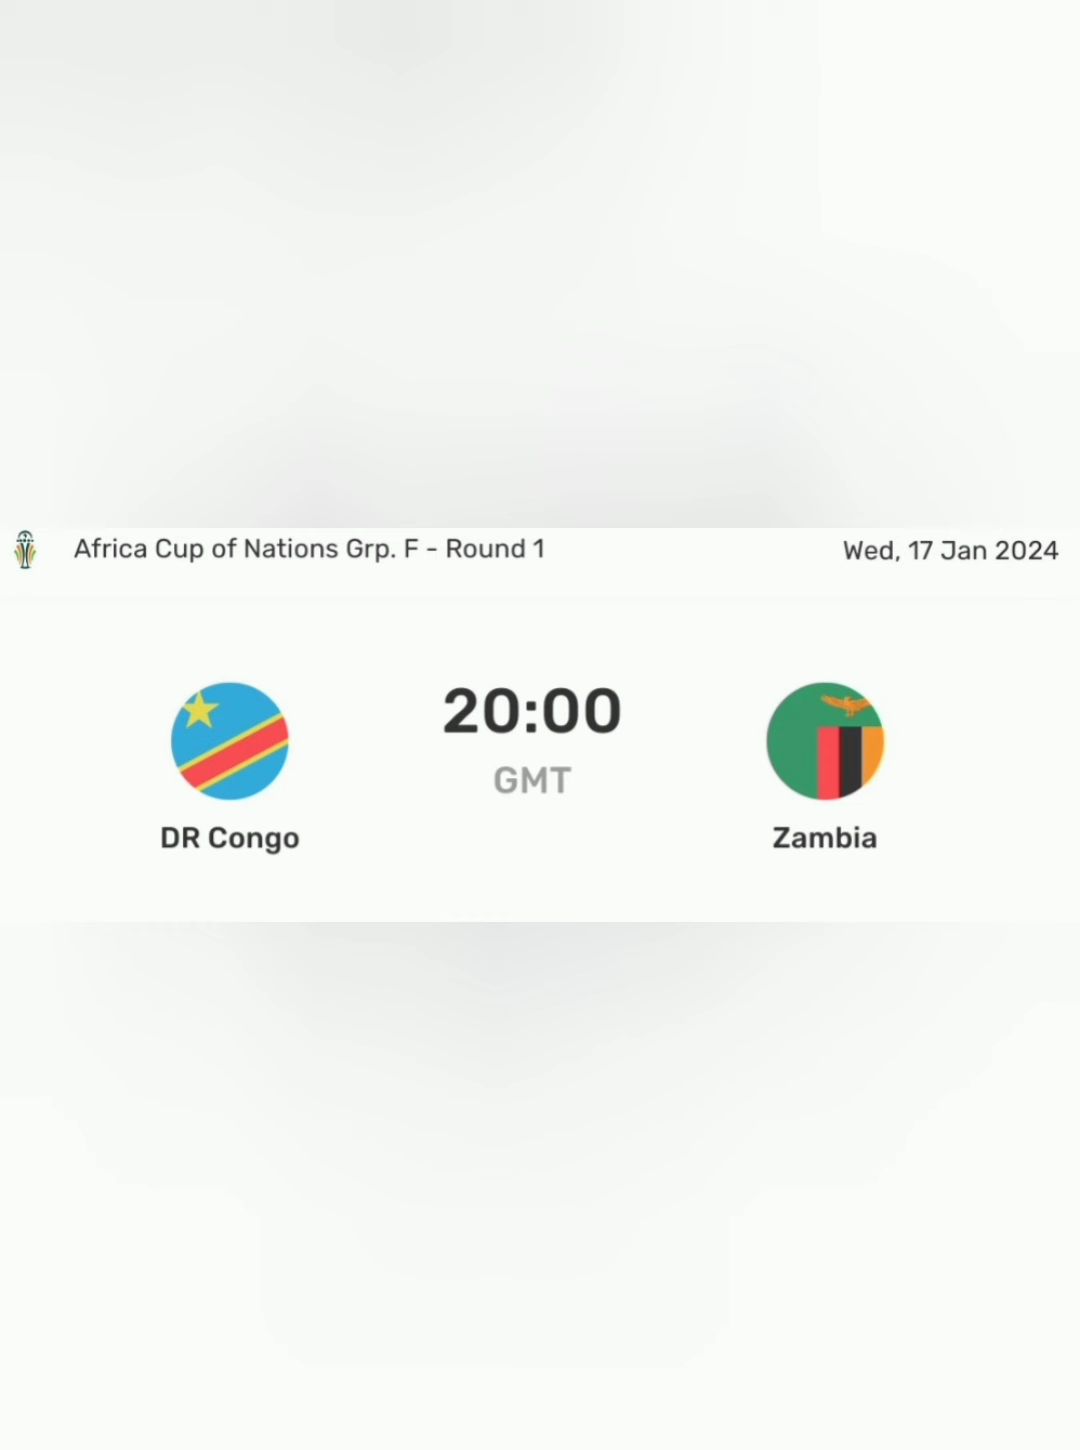 Africa Cup of Nations Grp. F - Round 1
Wed, 17 Jan 2024
20:00
GMT
DR Congo
Zambia